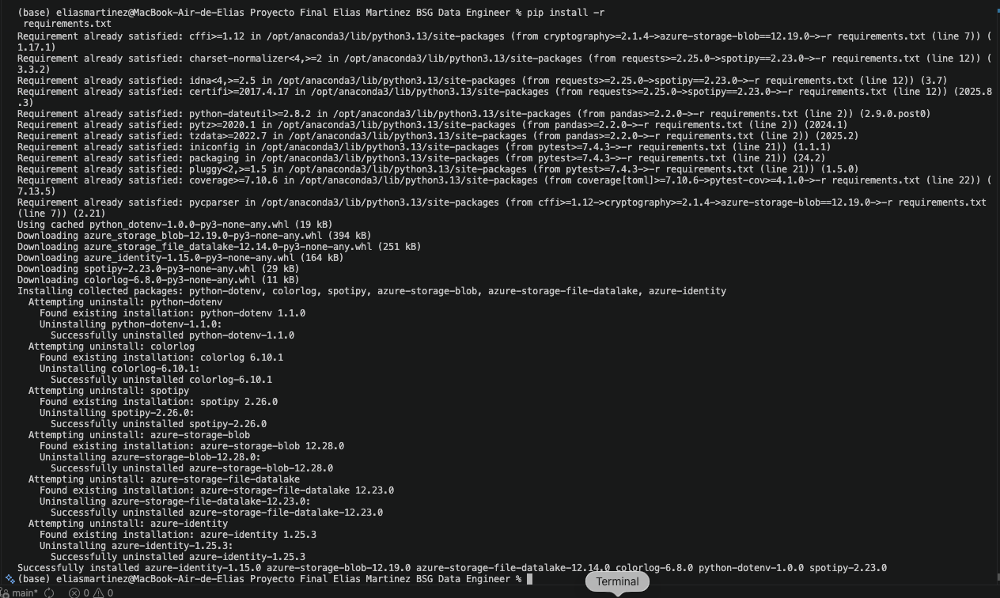 (base) eliasmartinez@MacBook-Air-de-Elias Proyecto Final Elias Martinez BSG Data Engineer % pip install -r
 requirements.txt
Requirement already satisfied: cffi>=1.12 in /opt/anaconda3/lib/python3.13/site-packages (from cryptography>=2.1.4->azure-storage-blob==12.19.0->-r requirements.txt (line 7)) (
1.17.1)
Requirement already satisfied: charset-normalizer<4,>=2 in /opt/anaconda3/lib/python3.13/site-packages (from requests>=2.25.0->spotipy==2.23.0->-r requirements.txt (line 12)) (
3.3.2)
Requirement already satisfied: idna<4,>=2.5 in /opt/anaconda3/lib/python3.13/site-packages (from requests>=2.25.0->spotipy==2.23.0->-r requirements.txt (line 12)) (3.7)
Requirement already satisfied: certifi>=2017.4.17 in /opt/anaconda3/lib/python3.13/site-packages (from requests>=2.25.0->spotipy==2.23.0->-r requirements.txt (line 12)) (2025.8
.3)
Requirement already satisfied: python-dateutil>=2.8.2 in /opt/anaconda3/lib/python3.13/site-packages (from pandas>=2.2.0->-r requirements.txt (line 2)) (2.9.0.post0)
Requirement already satisfied: pytz>=2020.1 in /opt/anaconda3/lib/python3.13/site-packages (from pandas>=2.2.0->-r requirements.txt (line 2)) (2024.1)
Requirement already satisfied: tzdata>=2022.7 in /opt/anaconda3/lib/python3.13/site-packages (from pandas>=2.2.0->-r requirements.txt (line 2)) (2025.2)
Requirement already satisfied: iniconfig in /opt/anaconda3/lib/python3.13/site-packages (from pytest>=7.4.3->-r requirements.txt (line 21)) (1.1.1)
Requirement already satisfied: packaging in /opt/anaconda3/lib/python3.13/site-packages (from pytest>=7.4.3->-r requirements.txt (line 21)) (24.2)
Requirement already satisfied: pluggy<2,>=1.5 in /opt/anaconda3/lib/python3.13/site-packages (from pytest>=7.4.3->-r requirements.txt (line 21)) (1.5.0)
Requirement already satisfied: coverage>=7.10.6 in /opt/anaconda3/lib/python3.13/site-packages (from coverage[toml]>=7.10.6->pytest-cov>=4.1.0->-r requirements.txt (line 22)) (
7.13.5)
Requirement already satisfied: pycparser in /opt/anaconda3/lib/python3.13/site-packages (from cffi>=1.12->cryptography>=2.1.4->azure-storage-blob==12.19.0->-r requirements.txt
(line 7)) (2.21)
Using cached python_dotenv-1.0.0-py3-none-any.whl (19 kB)
Downloading azure_storage_blob-12.19.0-py3-none-any.whl (394 kB)
Downloading azure_storage_file_datalake-12.14.0-py3-none-any.whl (251 kB)
Downloading azure_identity-1.15.0-py3-none-any.whl (164 kB)
Downloading spotipy-2.23.0-py3-none-any.whl (29 kB)
Downloading colorlog-6.8.0-py3-none-any.whl (11 kB)
Installing collected packages: python-dotenv, colorlog, spotipy, azure-storage-blob, azure-storage-file-datalake, azure-identity
  Attempting uninstall: python-dotenv
    Found existing installation: python-dotenv 1.1.0
    Uninstalling python-dotenv-1.1.0:
      Successfully uninstalled python-dotenv-1.1.0
  Attempting uninstall: colorlog
    Found existing installation: colorlog 6.10.1
    Uninstalling colorlog-6.10.1:
      Successfully uninstalled colorlog-6.10.1
  Attempting uninstall: spotipy
    Found existing installation: spotipy 2.26.0
    Uninstalling spotipy-2.26.0:
      Successfully uninstalled spotipy-2.26.0
  Attempting uninstall: azure-storage-blob
    Found existing installation: azure-storage-blob 12.28.0
    Uninstalling azure-storage-blob-12.28.0:
      Successfully uninstalled azure-storage-blob-12.28.0
  Attempting uninstall: azure-storage-file-datalake
    Found existing installation: azure-storage-file-datalake 12.23.0
    Uninstalling azure-storage-file-datalake-12.23.0:
      Successfully uninstalled azure-storage-file-datalake-12.23.0
  Attempting uninstall: azure-identity
    Found existing installation: azure-identity 1.25.3
    Uninstalling azure-identity-1.25.3:
      Successfully uninstalled azure-identity-1.25.3
Successfully installed azure-identity-1.15.0 azure-storage-blob-12.19.0 azure-storage-file-datalake-12.14.0 colorlog-6.8.0 python-dotenv-1.0.0 spotipy-2.23.0
(base) eliasmartinez@MacBook-Air-de-Elias Proyecto Final Elias Martinez BSG Data Engineer %
Terminal
main* 0 0